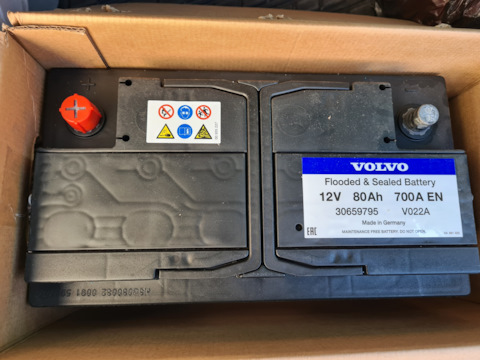 VOLVO
Flooded & Sealed Battery
12V 80Ah 700A EN
30659795 V022A
Made in Germany
EAC MAINTENANCE FREE BATTERY. DO NOT OPEN.